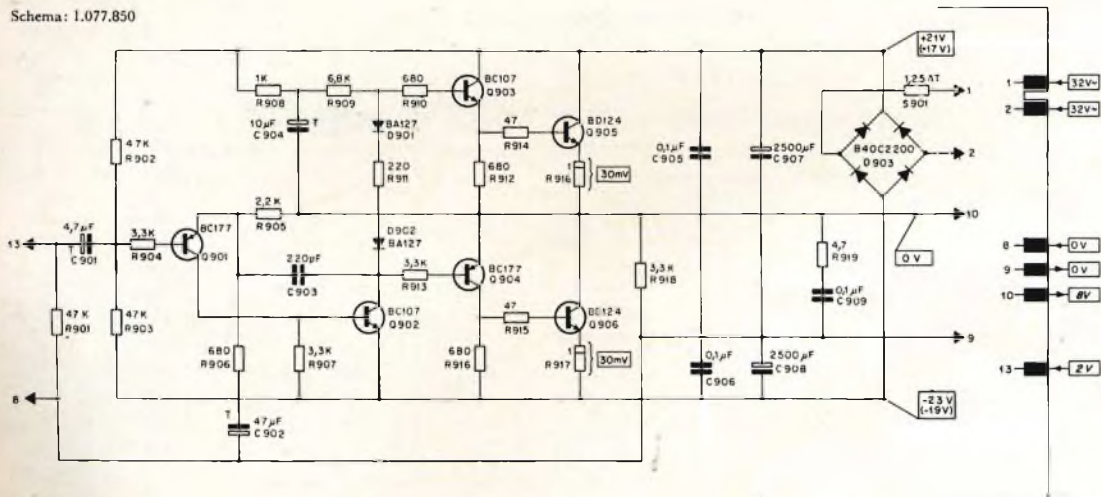 Schema: 1.077.850
+21V
(+17V)
1K
R908
6,8K
R909
680
R910
BC107
Q903
1,25AT
S901
1
1
32V~
2
32V~
10µF
C904
T
BA127
D901
47
R914
BD124
Q905
47K
R902
220
R911
680
R912
1
R916
30mV
0,1µF
C905
2500µF
C907
B40C2200
D903
2
2,2K
R905
10
4,7µF
T
C901
13
3,3K
R904
BC177
Q901
D902
BA127
220pF
C903
3,3K
R913
BC177
Q904
3,3K
R918
4,7
R919
0V
8
0V
9
0V
10
8V
0,1µF
C909
47K
R901
47K
R903
BC107
Q902
47
R915
BD124
Q906
9
680
R906
3,3K
R907
680
R916
1
R917
30mV
0,1µF
C906
2500µF
C908
13
2V
8
T
47µF
C902
-23V
(-19V)